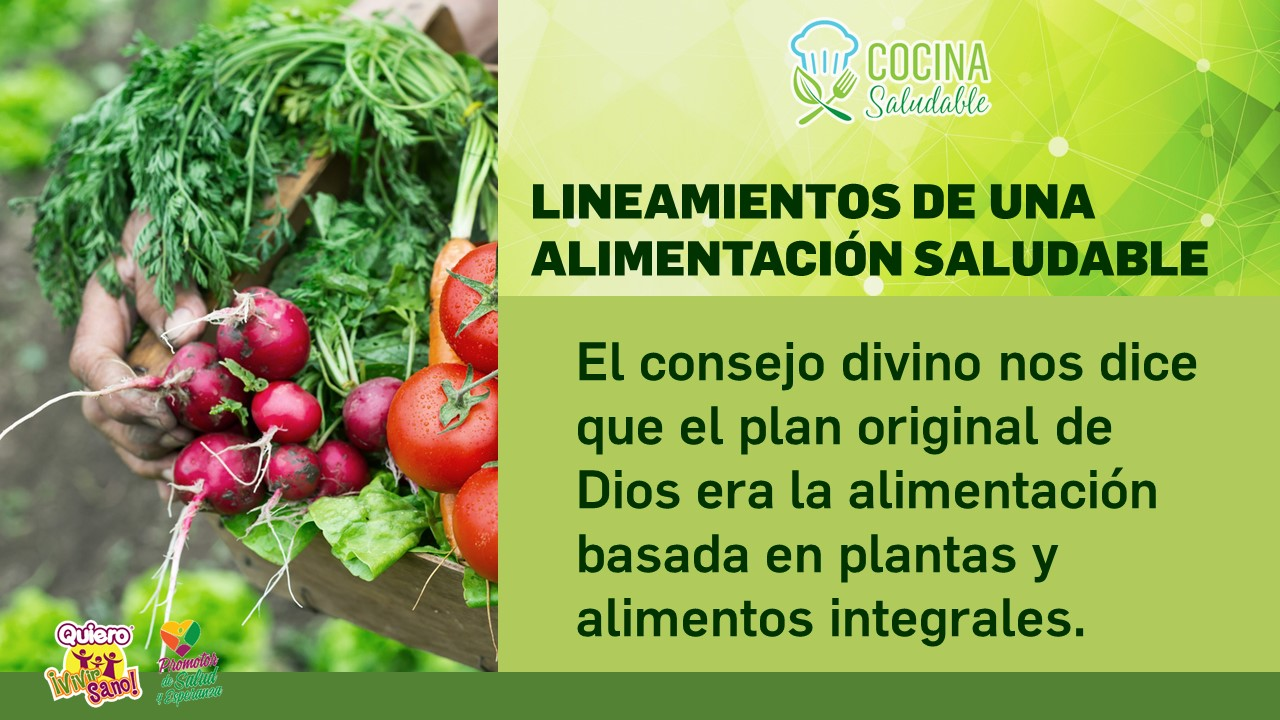 COCINA
Saludable
LINEAMIENTOS DE UNA
ALIMENTACIÓN SALUDABLE
El consejo divino nos dice
que el plan original de
Dios era la alimentación
basada en plantas y
alimentos integrales.
Quiero
¡Vivir
Sano!
Promotor
de Salud
y Esperanza